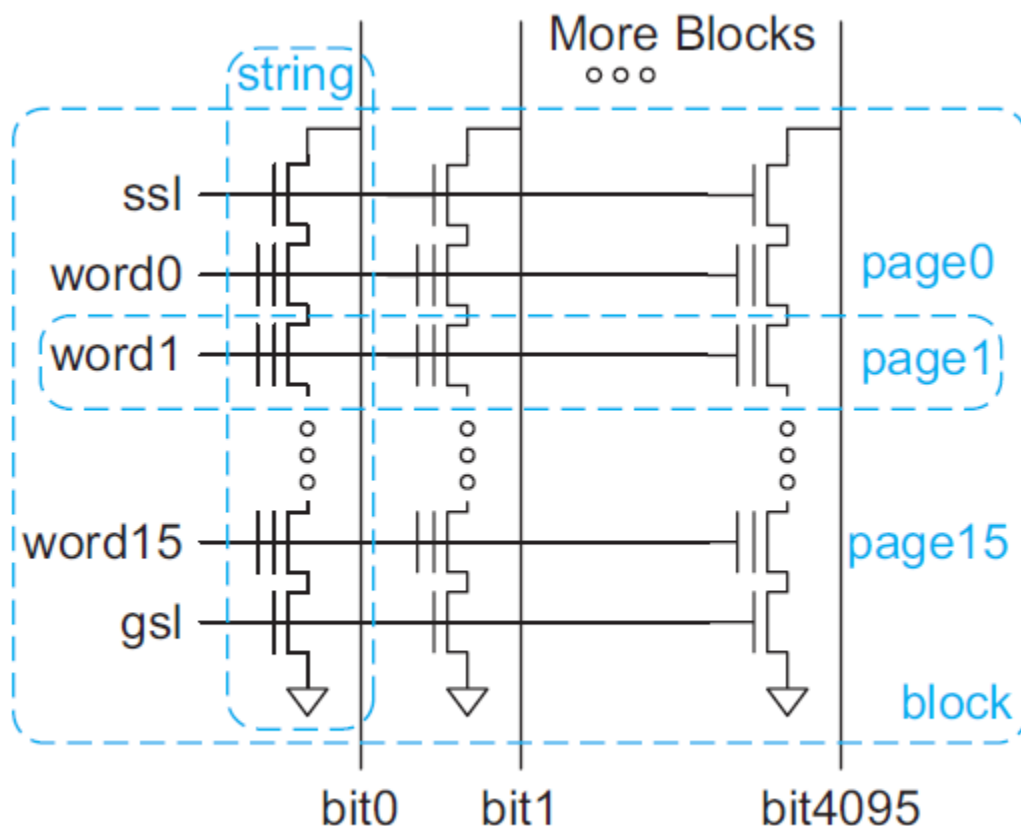 More Blocks
string
ssl
word0
page0
word1
page1
word15
page15
gsl
block
bit0
bit1
bit4095